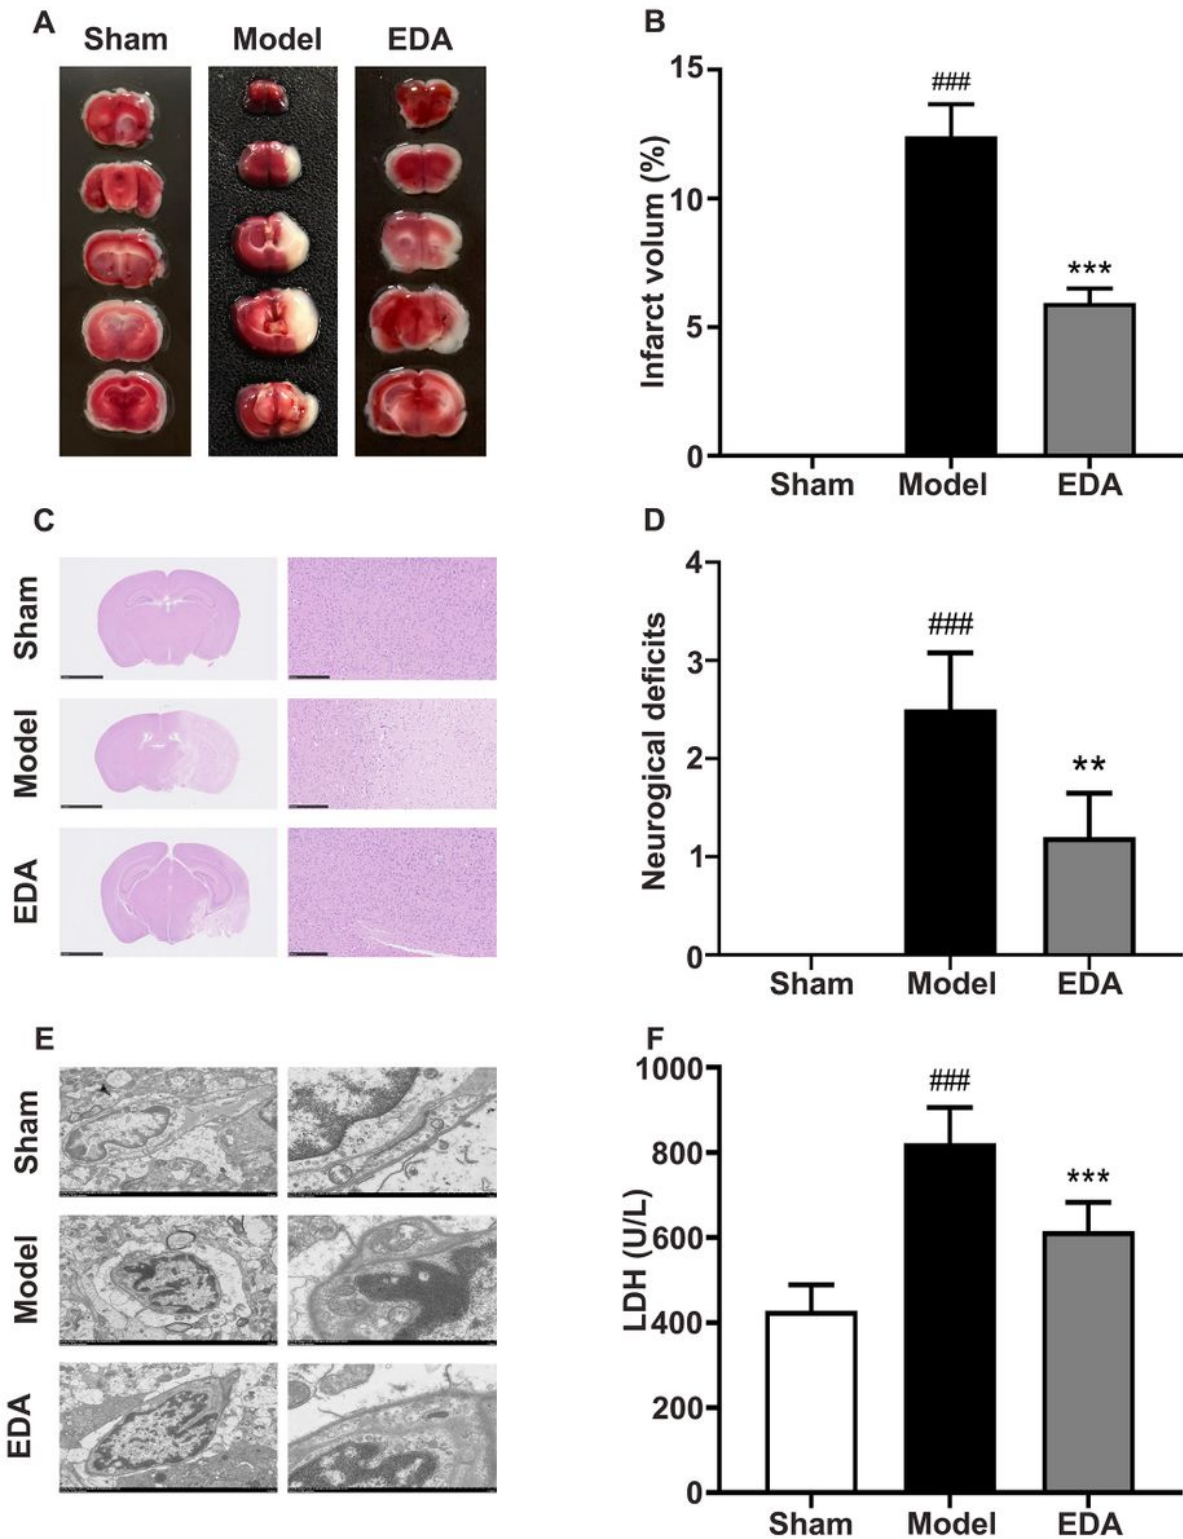 A
Sham Model EDA
B
Infarct volum (%)
15
10
5
0
###
***
Sham Model EDA
C
Sham
Model
EDA
D
Neurogical deficits
4
3
2
1
0
###
**
Sham Model EDA
E
Sham
Model
EDA
F
LDH (U/L)
1000
800
600
400
200
0
###
***
Sham Model EDA